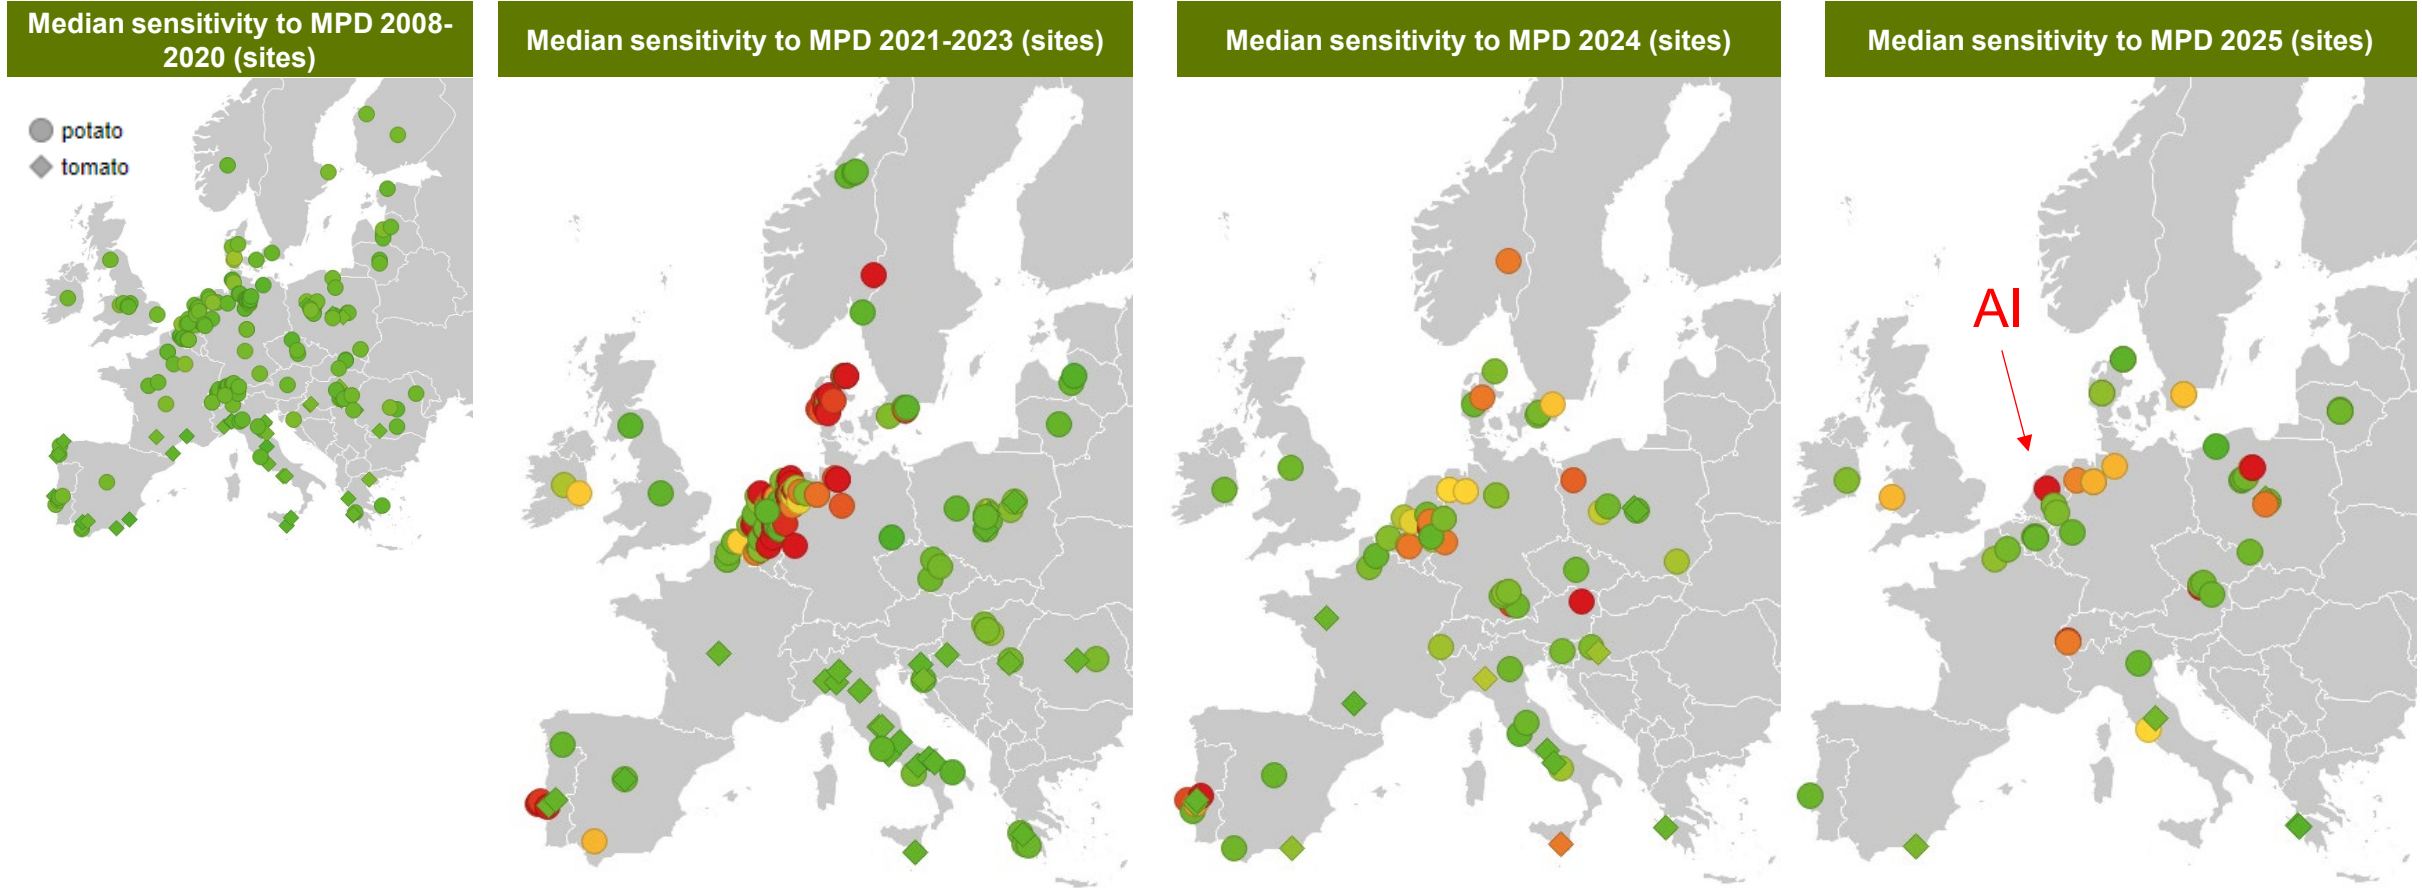 Median sensitivity to MPD 2008-
2020 (sites)
Median sensitivity to MPD 2021-2023 (sites)
Median sensitivity to MPD 2024 (sites)
Median sensitivity to MPD 2025 (sites)
potato
tomato
AI